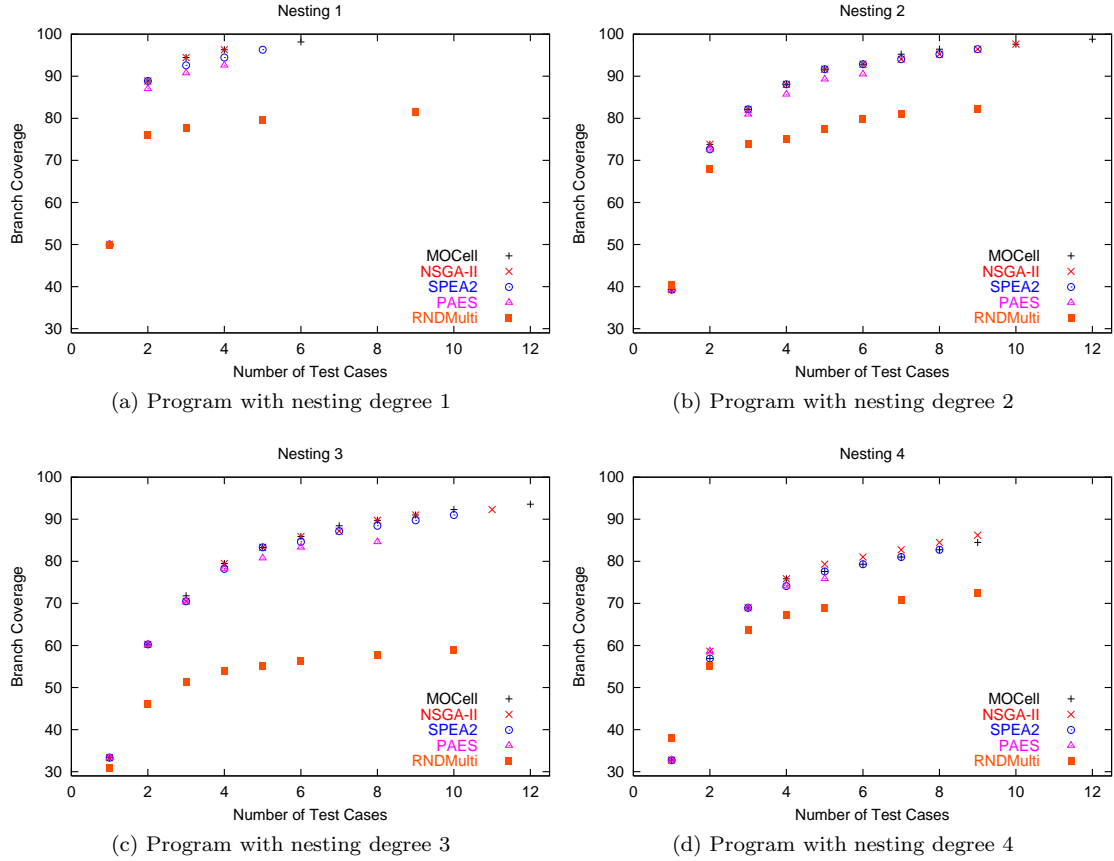 Nesting 1
100
90
80
70
60
50
40
30
Branch Coverage
MOCell
NSGA-II
SPEA2
PAES
RNDMulti
0 2 4 6 8 10 12
Number of Test Cases
(a) Program with nesting degree 1
Nesting 2
100
90
80
70
60
50
40
30
Branch Coverage
MOCell
NSGA-II
SPEA2
PAES
RNDMulti
0 2 4 6 8 10 12
Number of Test Cases
(b) Program with nesting degree 2
Nesting 3
100
90
80
70
60
50
40
30
Branch Coverage
MOCell
NSGA-II
SPEA2
PAES
RNDMulti
0 2 4 6 8 10 12
Number of Test Cases
(c) Program with nesting degree 3
Nesting 4
100
90
80
70
60
50
40
30
Branch Coverage
MOCell
NSGA-II
SPEA2
PAES
RNDMulti
0 2 4 6 8 10 12
Number of Test Cases
(d) Program with nesting degree 4